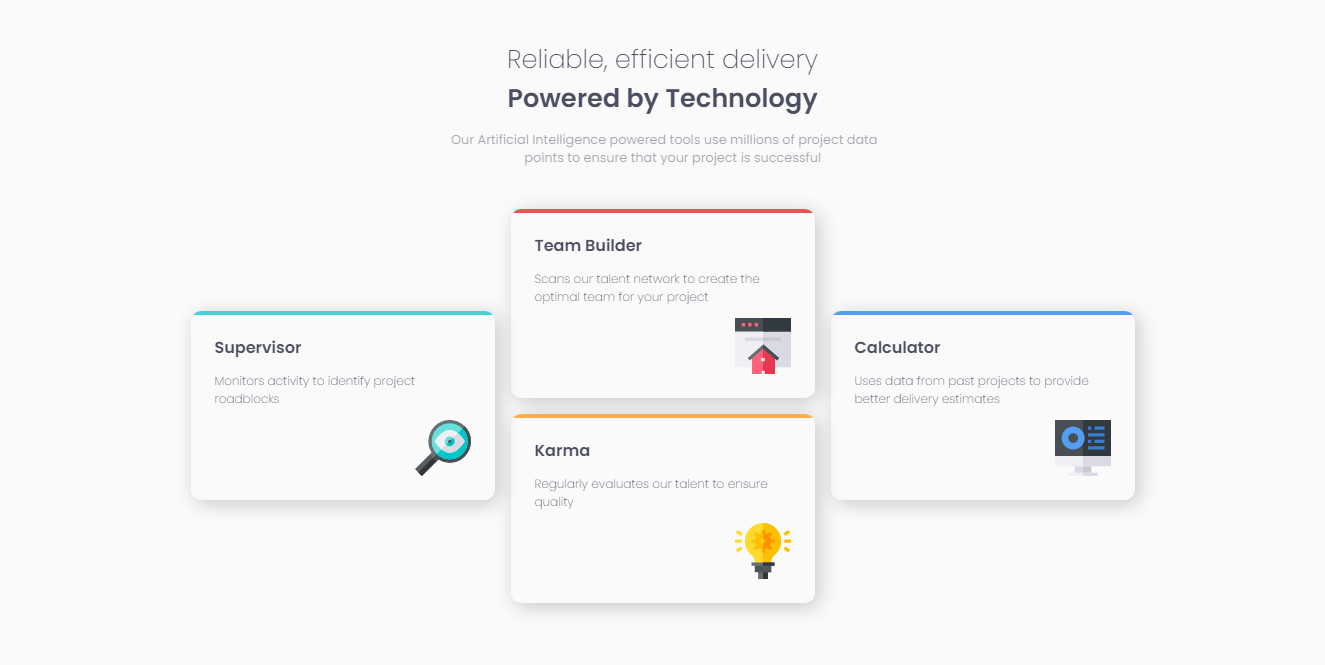 Reliable, efficient delivery
Powered by Technology
Our Artificial Intelligence powered tools use millions of project data
points to ensure that your project is successful
Supervisor
Monitors activity to identify project
roadblocks
Team Builder
Scans our talent network to create the
optimal team for your project
Karma
Regularly evaluates our talent to ensure
quality
Calculator
Uses data from past projects to provide
better delivery estimates